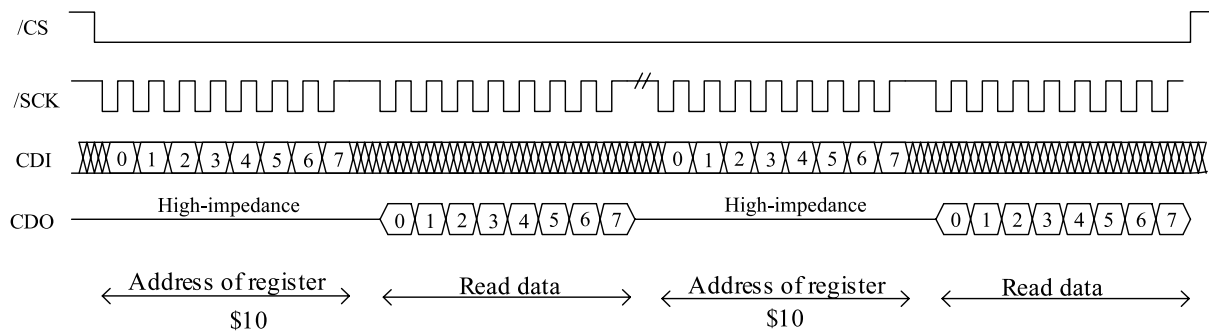 /CS
/SCK
CDI 0 1 2 3 4 5 6 7 0 1 2 3 4 5 6 7
CDO High-impedance 0 1 2 3 4 5 6 7 High-impedance 0 1 2 3 4 5 6 7
Address of register Read data Address of register Read data
$10 $10